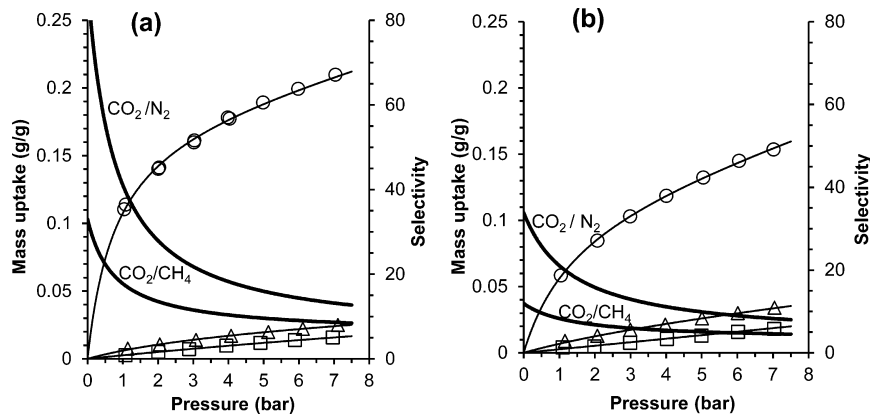 (a)
Mass uptake (g/g)
0.25
0.2
0.15
0.1
0.05
0
80
60
40
20
0
Selectivity
CO2/N2
CO2/CH4
0 1 2 3 4 5 6 7 8
Pressure (bar)
(b)
Mass uptake (g/g)
0.25
0.2
0.15
0.1
0.05
0
80
60
40
20
0
Selectivity
CO2/ N2
CO2/CH4
0 1 2 3 4 5 6 7 8
Pressure (bar)